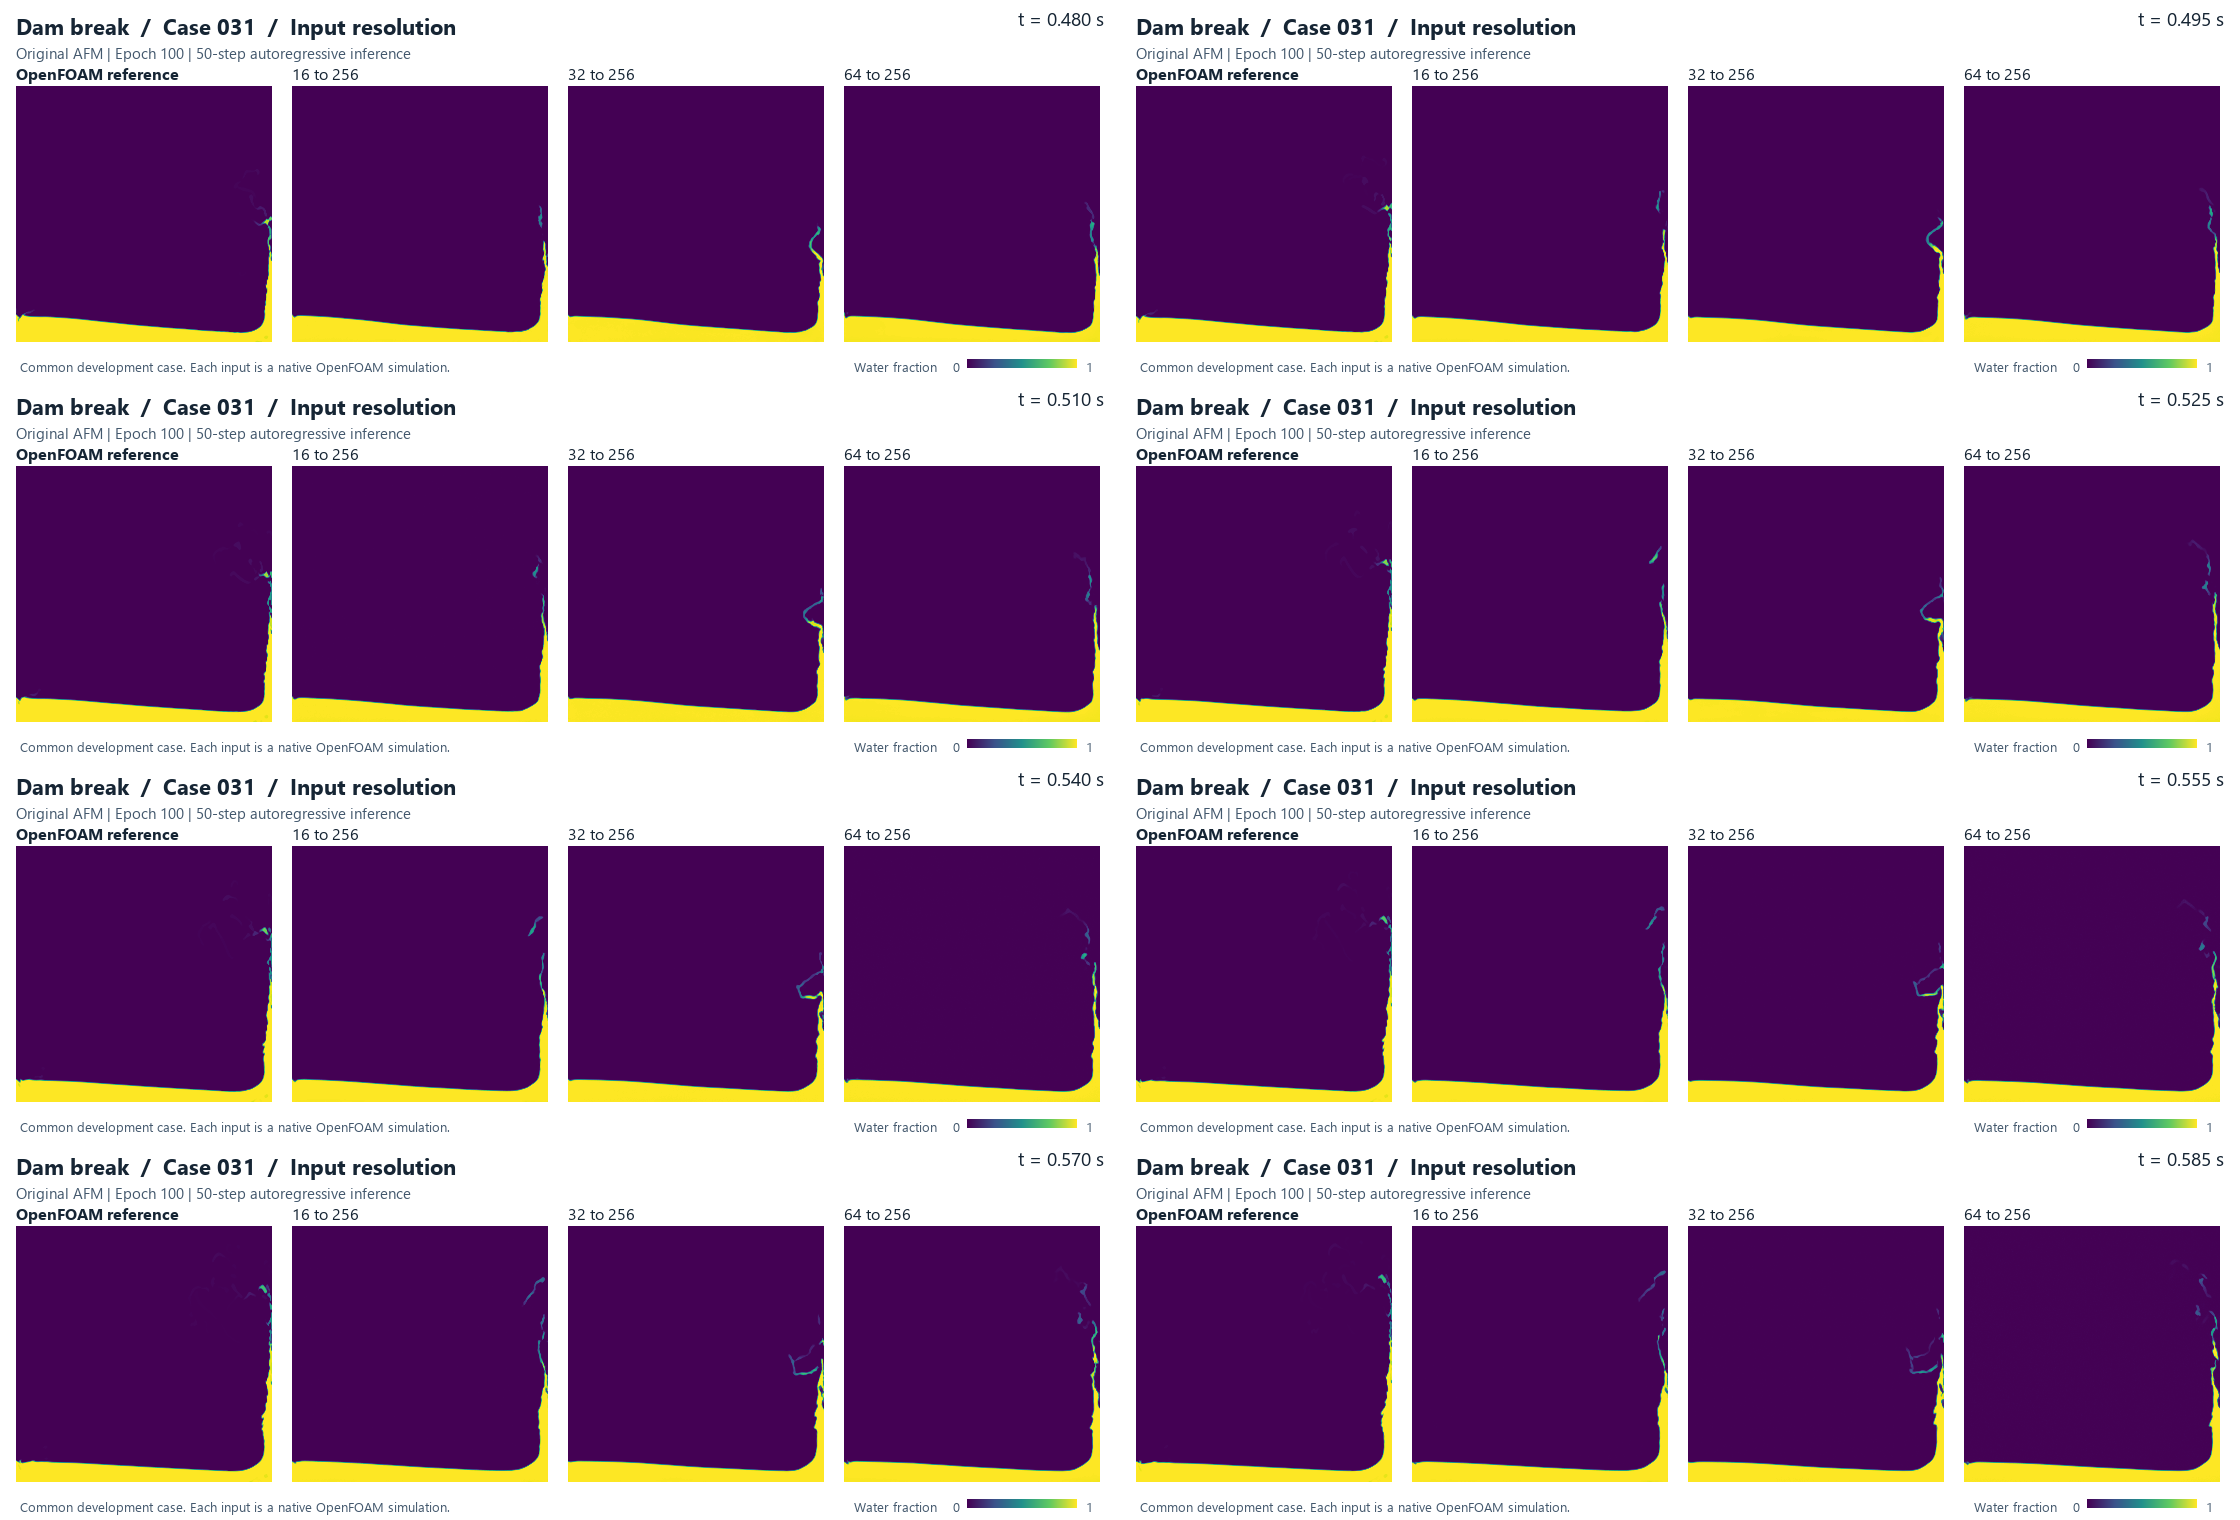 Dam break / Case 031 / Input resolution
t = 0.480 s
Original AFM | Epoch 100 | 50-step autoregressive inference
OpenFOAM reference
16 to 256
32 to 256
64 to 256
Common development case. Each input is a native OpenFOAM simulation.
Water fraction 0 1
Dam break / Case 031 / Input resolution
t = 0.495 s
Original AFM | Epoch 100 | 50-step autoregressive inference
OpenFOAM reference
16 to 256
32 to 256
64 to 256
Common development case. Each input is a native OpenFOAM simulation.
Water fraction 0 1
Dam break / Case 031 / Input resolution
t = 0.510 s
Original AFM | Epoch 100 | 50-step autoregressive inference
OpenFOAM reference
16 to 256
32 to 256
64 to 256
Common development case. Each input is a native OpenFOAM simulation.
Water fraction 0 1
Dam break / Case 031 / Input resolution
t = 0.525 s
Original AFM | Epoch 100 | 50-step autoregressive inference
OpenFOAM reference
16 to 256
32 to 256
64 to 256
Common development case. Each input is a native OpenFOAM simulation.
Water fraction 0 1
Dam break / Case 031 / Input resolution
t = 0.540 s
Original AFM | Epoch 100 | 50-step autoregressive inference
OpenFOAM reference
16 to 256
32 to 256
64 to 256
Common development case. Each input is a native OpenFOAM simulation.
Water fraction 0 1
Dam break / Case 031 / Input resolution
t = 0.555 s
Original AFM | Epoch 100 | 50-step autoregressive inference
OpenFOAM reference
16 to 256
32 to 256
64 to 256
Common development case. Each input is a native OpenFOAM simulation.
Water fraction 0 1
Dam break / Case 031 / Input resolution
t = 0.570 s
Original AFM | Epoch 100 | 50-step autoregressive inference
OpenFOAM reference
16 to 256
32 to 256
64 to 256
Common development case. Each input is a native OpenFOAM simulation.
Water fraction 0 1
Dam break / Case 031 / Input resolution
t = 0.585 s
Original AFM | Epoch 100 | 50-step autoregressive inference
OpenFOAM reference
16 to 256
32 to 256
64 to 256
Common development case. Each input is a native OpenFOAM simulation.
Water fraction 0 1